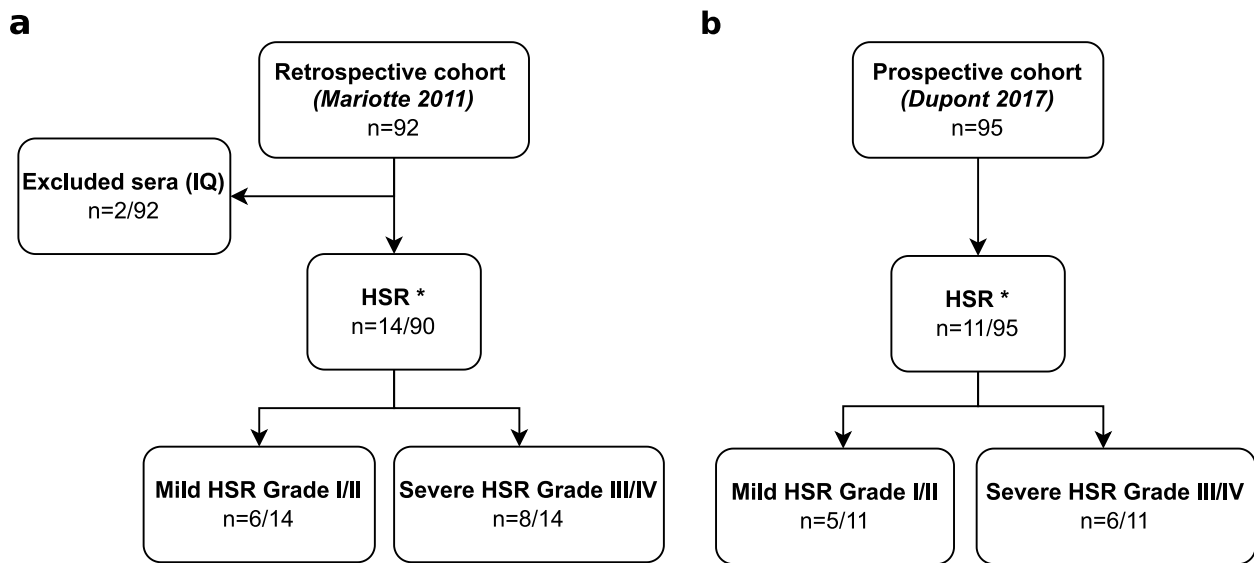 a
Retrospective cohort
(Mariotte 2011)
n=92
Excluded sera (IQ)
n=2/92
HSR *
n=14/90
Mild HSR Grade I/II
n=6/14
Severe HSR Grade III/IV
n=8/14
b
Prospective cohort
(Dupont 2017)
n=95
HSR *
n=11/95
Mild HSR Grade I/II
n=5/11
Severe HSR Grade III/IV
n=6/11